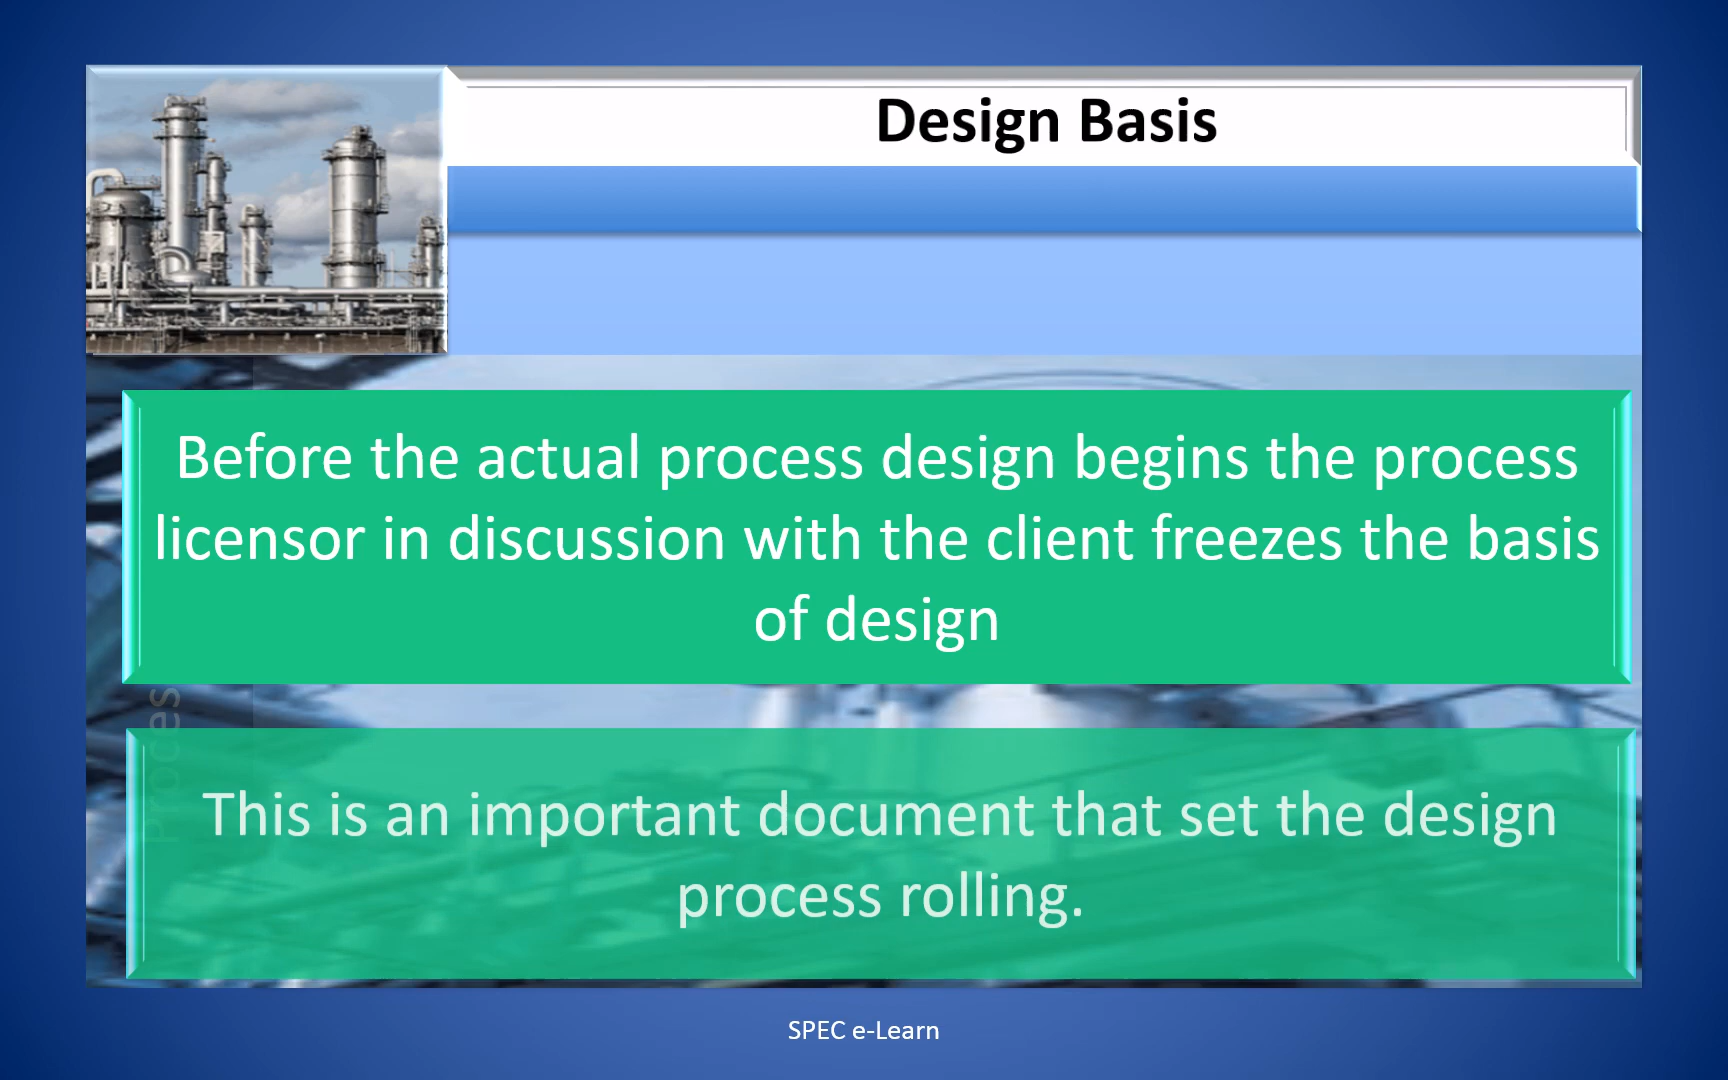 Design Basis
Before the actual process design begins the process
licensor in discussion with the client freezes the basis
of design
This is an important document that set the design
process rolling.
SPEC e-Learn